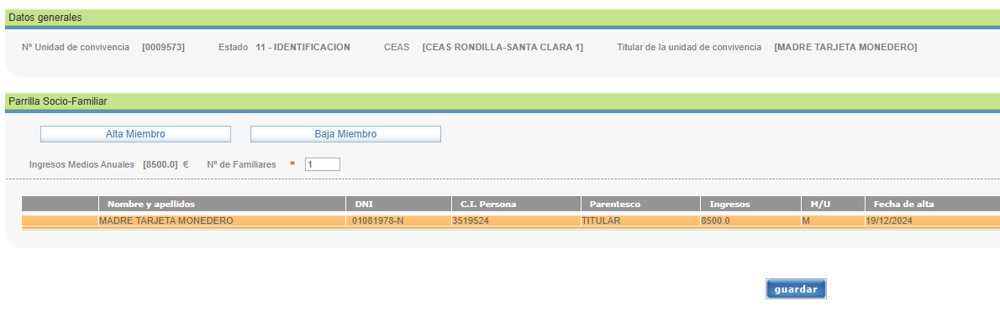 Datos generales
Nº Unidad de convivencia [0009573] Estado 11 - IDENTIFICACION CEAS [CEAS RONDILLA-SANTA CLARA 1] Titular de la unidad de convivencia [MADRE TARJETA MONEDERO]
Parrilla Socio-Familiar
Alta Miembro Baja Miembro
Ingresos Medios Anuales [8500.0] € Nº de Familiares * 1
Nombre y apellidos DNI C.I. Persona Parentesco Ingresos M/U Fecha de alta
MADRE TARJETA MONEDERO 01081978-N 3519524 TITULAR 8500.0 M 19/12/2024
guardar